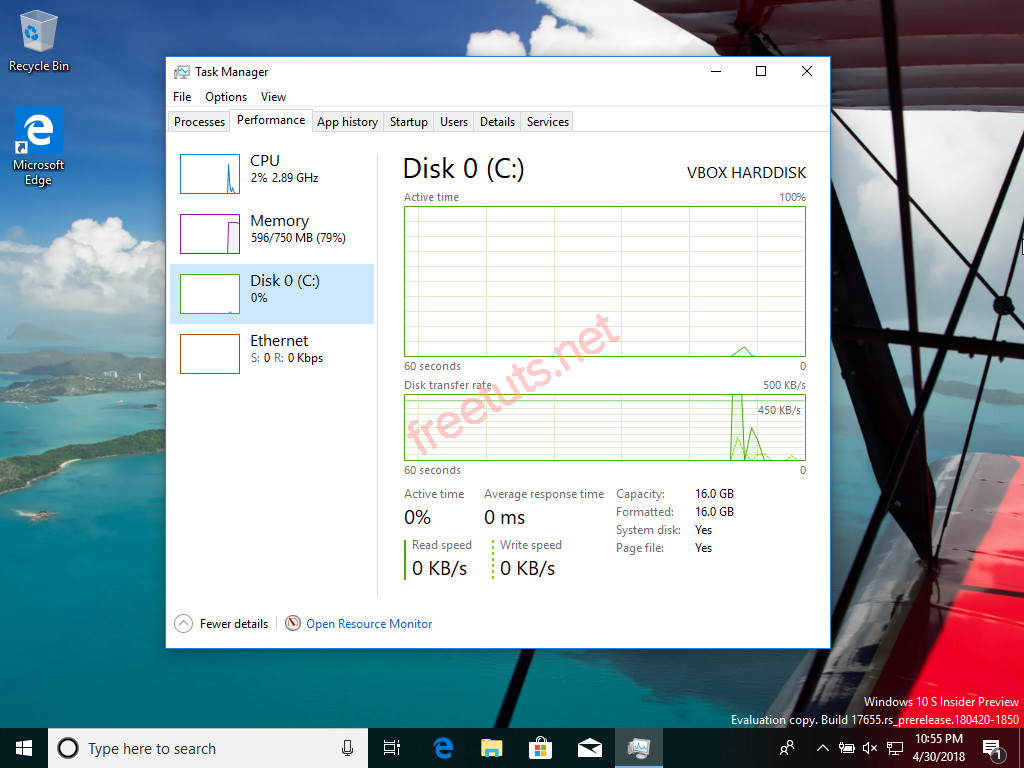 Recycle Bin
Microsoft
Edge
Task Manager
File Options View
Processes Performance App history Startup Users Details Services
CPU
2% 2.89 GHz
Memory
596/750 MB (79%)
Disk 0 (C:)
0%
Ethernet
S: 0 R: 0 Kbps
Disk 0 (C:) VBOX HARDDISK
Active time 100%
60 seconds 0
Disk transfer rate 500 KB/s
450 KB/s
60 seconds 0
freetuts.net
Active time Average response time
0% 0 ms
Read speed Write speed
0 KB/s 0 KB/s
Capacity: 16.0 GB
Formatted: 16.0 GB
System disk: Yes
Page file: Yes
Fewer details Open Resource Monitor
Windows 10 S Insider Preview
Evaluation copy. Build 17655.rs_prerelease.180420-1850
Type here to search
10:55 PM
4/30/2018
1